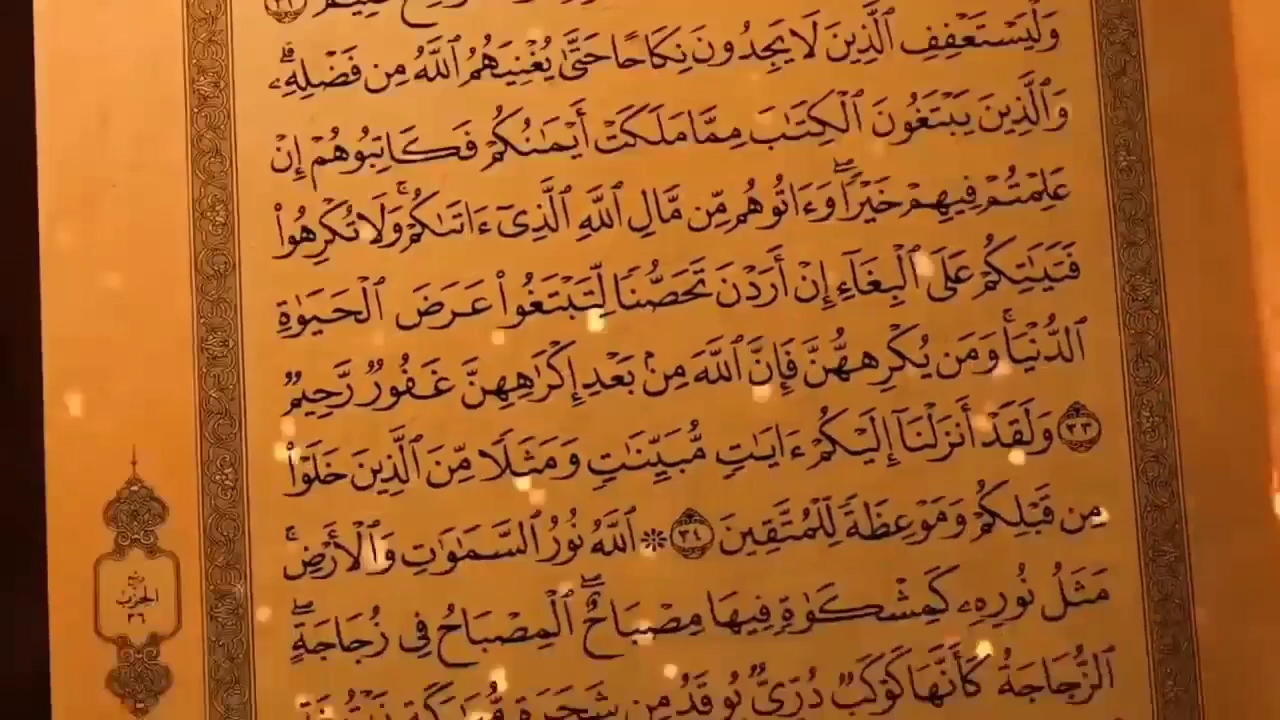 وَلْيَسْتَعْفِفِ ٱلَّذِينَ لَا يَجِدُونَ نِكَاحًا حَتَّىٰ يُغْنِيَهُمُ ٱللَّهُ مِن فَضْلِهِۦۗ
وَٱلَّذِينَ يَبْتَغُونَ ٱلْكِتَٰبَ مِمَّا مَلَكَتْ أَيْمَٰنُكُمْ فَكَاتِبُوهُمْ إِنْ
عَلِمْتُمْ فِيهِمْ خَيْرًاۖ وَءَاتُوهُم مِّن مَّالِ ٱللَّهِ ٱلَّذِىٓ ءَاتَىٰكُمْۚ وَلَا تُكْرِهُوا۟
فَتَيَٰتِكُمْ عَلَى ٱلْبِغَآءِ إِنْ أَرَدْنَ تَحَصُّنًا لِّتَبْتَغُوا۟ عَرَضَ ٱلْحَيَوٰةِ
ٱلدُّنْيَاۚ وَمَن يُكْرِههُّنَّ فَإِنَّ ٱللَّهَ مِنۢ بَعْدِ إِكْرَٰهِهِنَّ غَفُورٌ رَّحِيمٌ
٣٣ وَلَقَدْ أَنزَلْنَآ إِلَيْكُمْ ءَايَٰتٍ مُّبَيِّنَٰتٍ وَمَثَلًا مِّنَ ٱلَّذِينَ خَلَوْا۟
مِن قَبْلِكُمْ وَمَوْعِظَةً لِّلْمُتَّقِينَ ٣٤ ۞ ٱللَّهُ نُورُ ٱلسَّمَٰوَٰتِ وَٱلْأَرْضِۚ
مَثَلُ نُورِهِۦ كَمِشْكَوٰةٍ فِيهَا مِصْبَاحٌۖ ٱلْمِصْبَاحُ فِى زُجَاجَةٍۖ
ٱلزُّجَاجَةُ كَأَنَّهَا كَوْكَبٌ دُرِّىٌّ يُوقَدُ مِن شَجَرَةٍ مُّبَٰرَكَةٍ
ربع
الحزب
٣٦